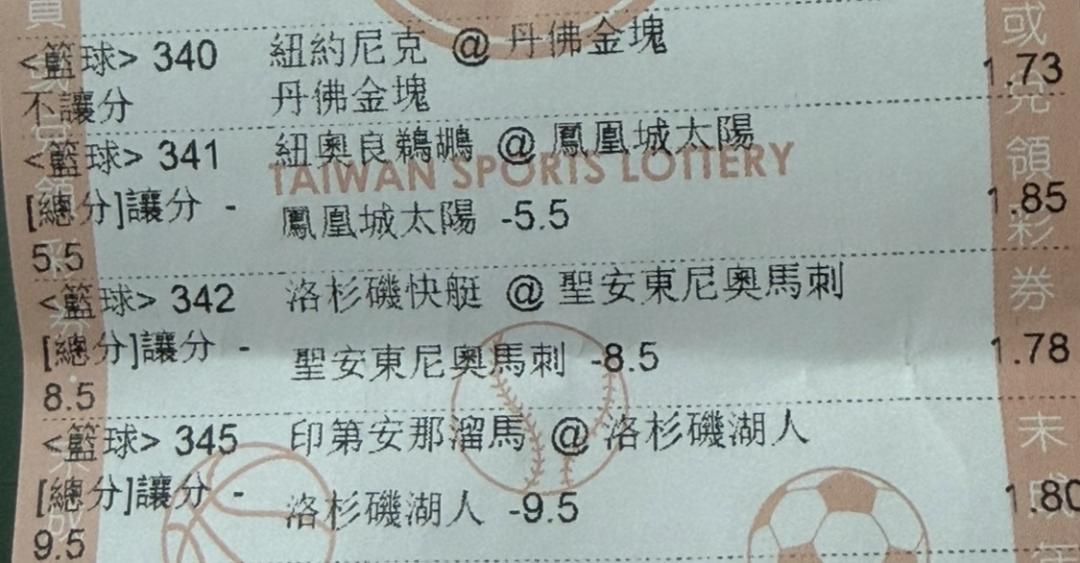 <籃球> 340 紐約尼克 @ 丹佛金塊
不讓分 丹佛金塊 1.73
<籃球> 341 紐奧良鵜鶘 @ 鳳凰城太陽
TAIWAN SPORTS LOTTERY
[總分]讓分 - 鳳凰城太陽 -5.5 1.85
5.5
<籃球> 342 洛杉磯快艇 @ 聖安東尼奧馬刺
[總分]讓分 - 聖安東尼奧馬刺 -8.5 1.78
8.5
<籃球> 345 印第安那溜馬 @ 洛杉磯湖人
[總分]讓分 - 洛杉磯湖人 -9.5 1.80
9.5
領
券
未